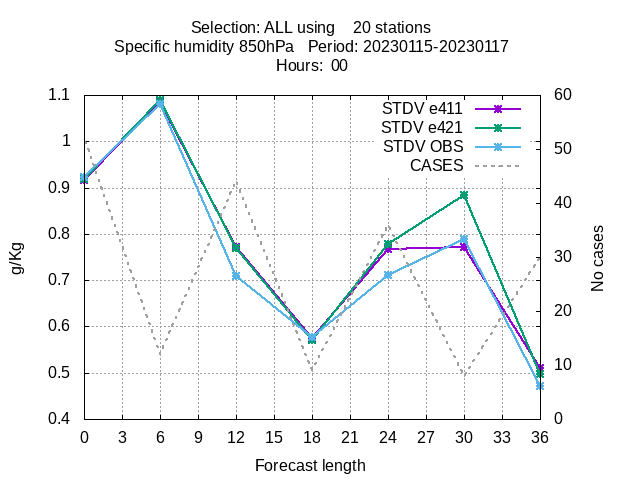 Selection: ALL using    20 stations
Specific humidity 850hPa   Period: 20230115-20230117
Hours:  00
STDV e411
STDV e421
STDV OBS
CASES
1.1
1
0.9
0.8
0.7
0.6
0.5
0.4
g/Kg
60
50
40
30
20
10
0
No cases
0 3 6 9 12 15 18 21 24 27 30 33 36
Forecast length